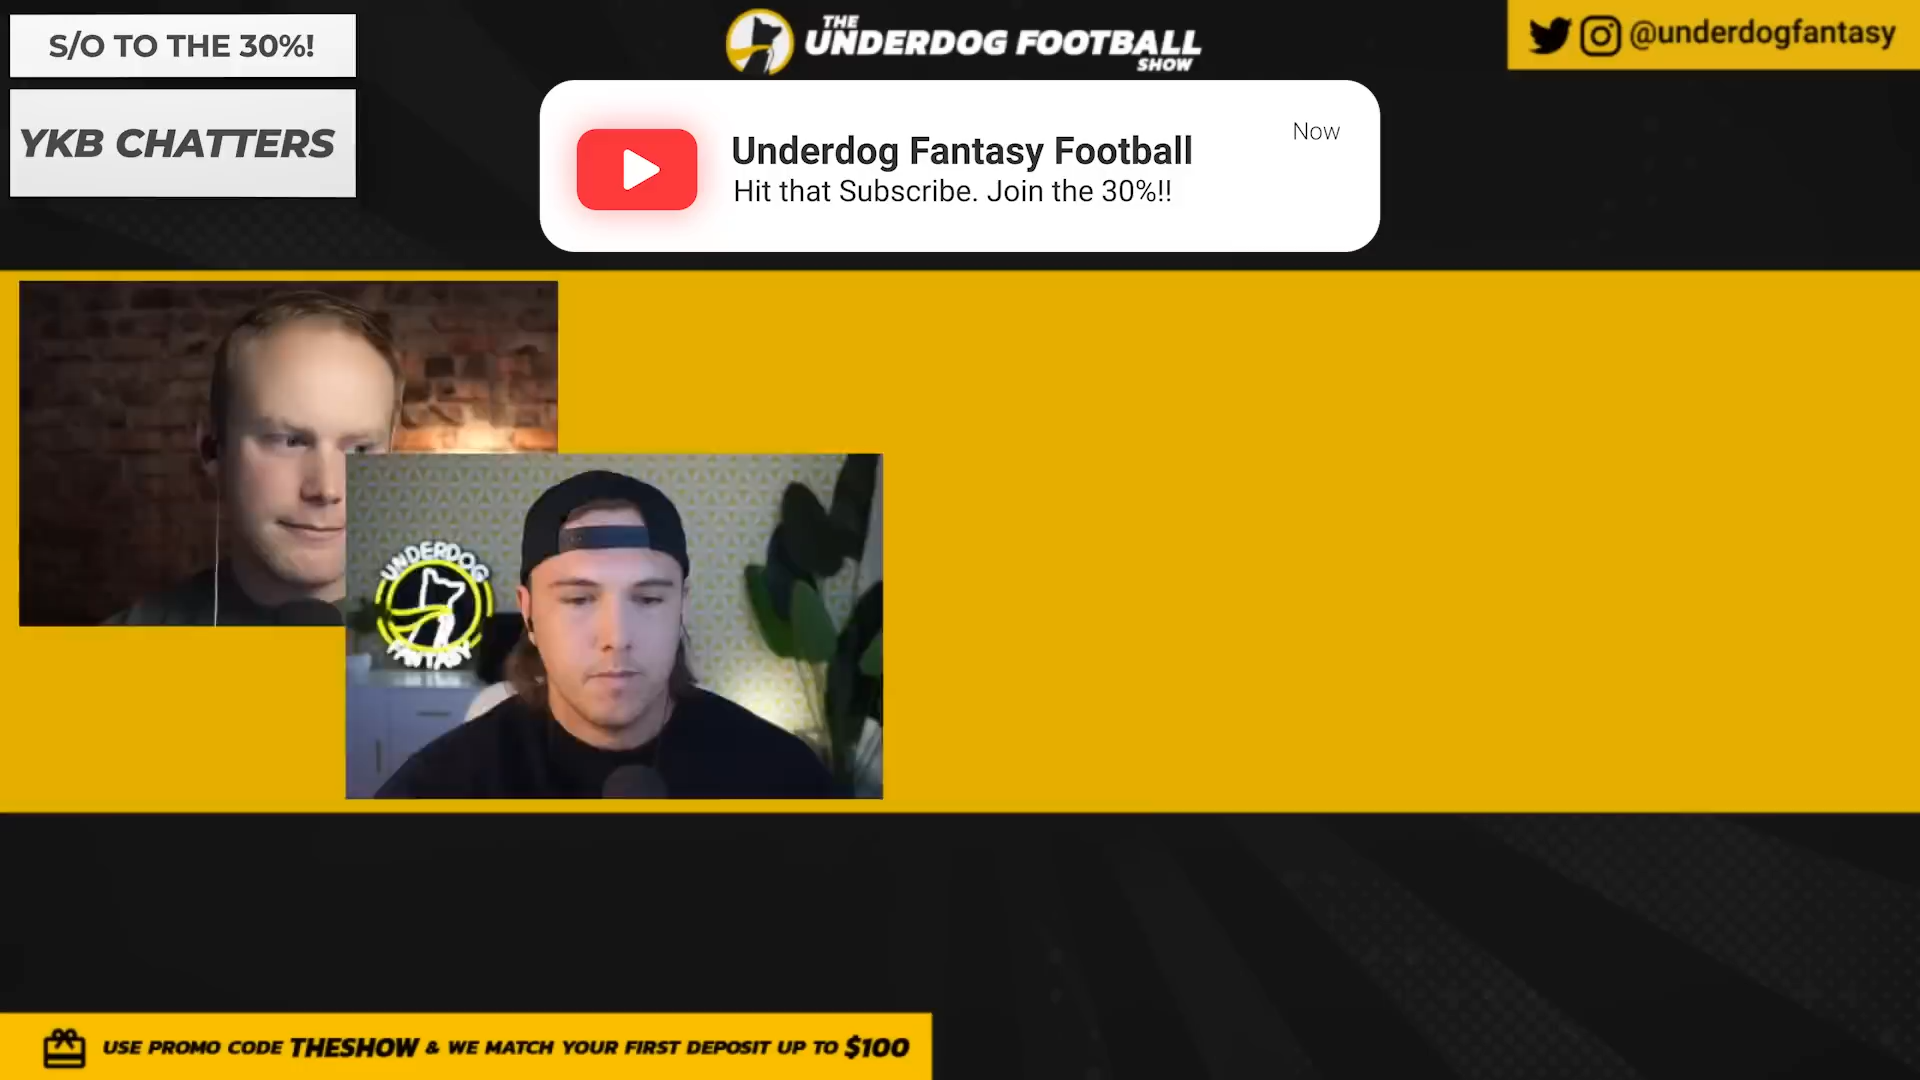 S/O TO THE 30%!
YKB CHATTERS
THE
UNDERDOG FOOTBALL
SHOW
@underdogfantasy
Underdog Fantasy Football
Now
Hit that Subscribe. Join the 30%!!
UNDERDOG
FANTASY
USE PROMO CODE THESHOW & WE MATCH YOUR FIRST DEPOSIT UP TO $100